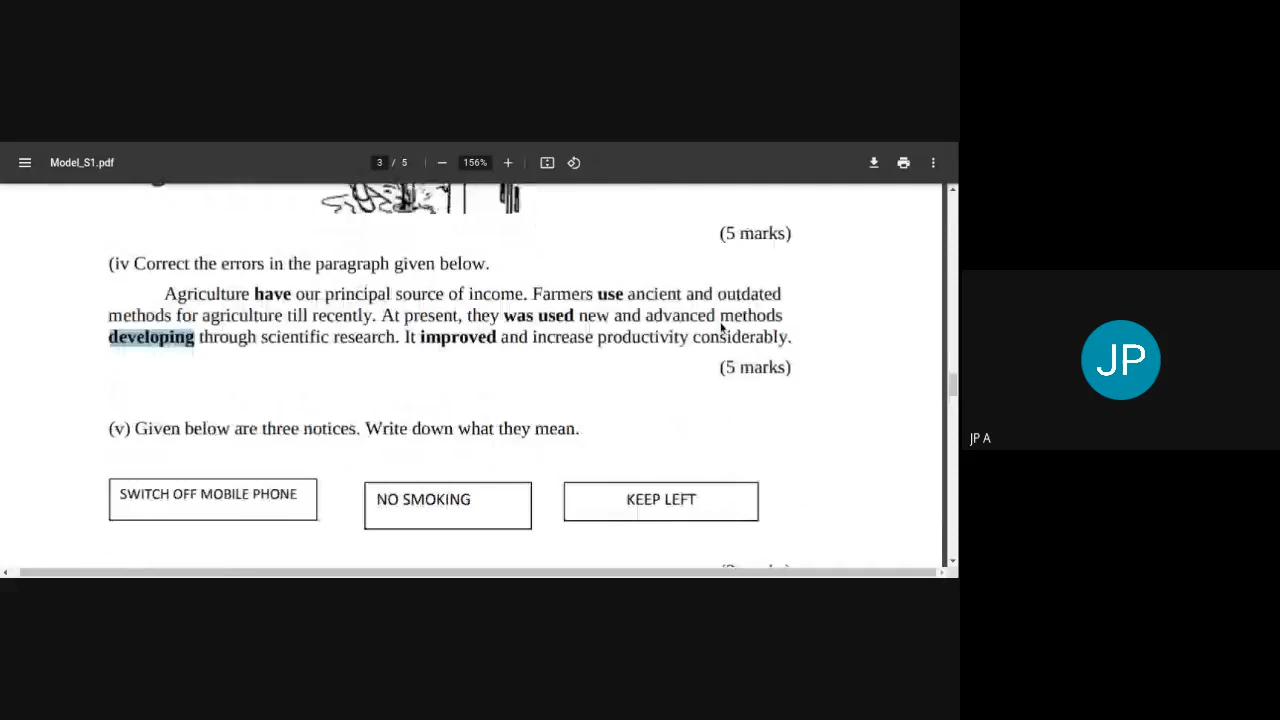 Model_S1.pdf
3 / 5
156%
(5 marks)
(iv Correct the errors in the paragraph given below.
Agriculture have our principal source of income. Farmers use ancient and outdated
methods for agriculture till recently. At present, they was used new and advanced methods
developing through scientific research. It improved and increase productivity considerably.
(5 marks)
(v) Given below are three notices. Write down what they mean.
SWITCH OFF MOBILE PHONE
NO SMOKING
KEEP LEFT
JP
JP A